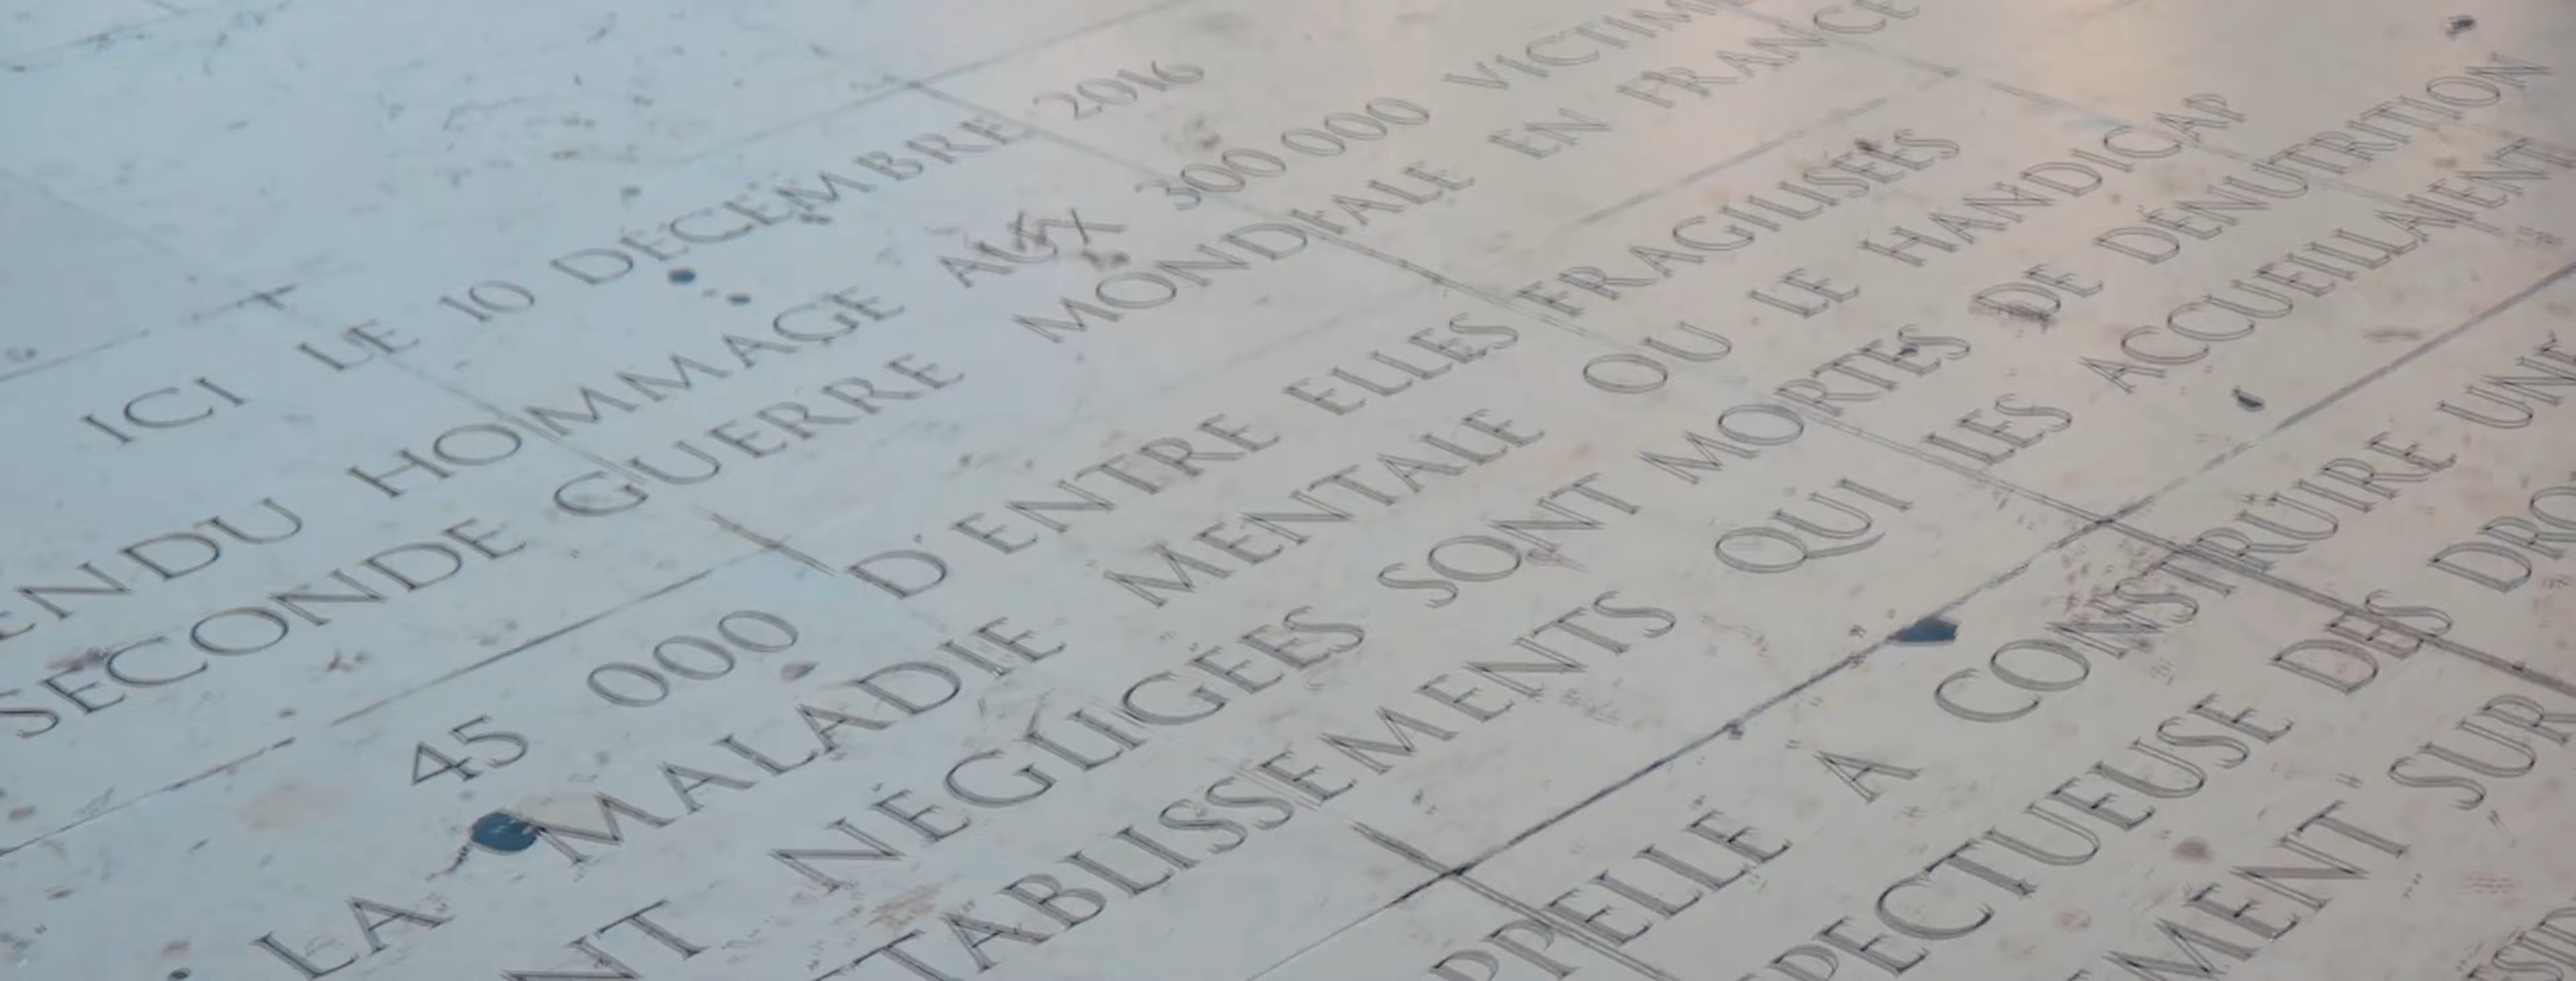 ICI LE 10 DÉCEMBRE 2016
ENDU HOMMAGE AUX 300 000 VICTIM
SECONDE GUERRE MONDIALE EN FRANCE
45 000 D'ENTRE ELLES FRAGILISÉES
LA MALADIE MENTALE OU LE HANDICAP
NT NÉGLIGÉES SONT MORTES DE DÉNUTRITION
TABLISSEMENTS QUI LES ACCUEILLAIENT
PPELLE A CONSTRUIRE UNE
PECTUEUSE DES DRO
MENT SUR